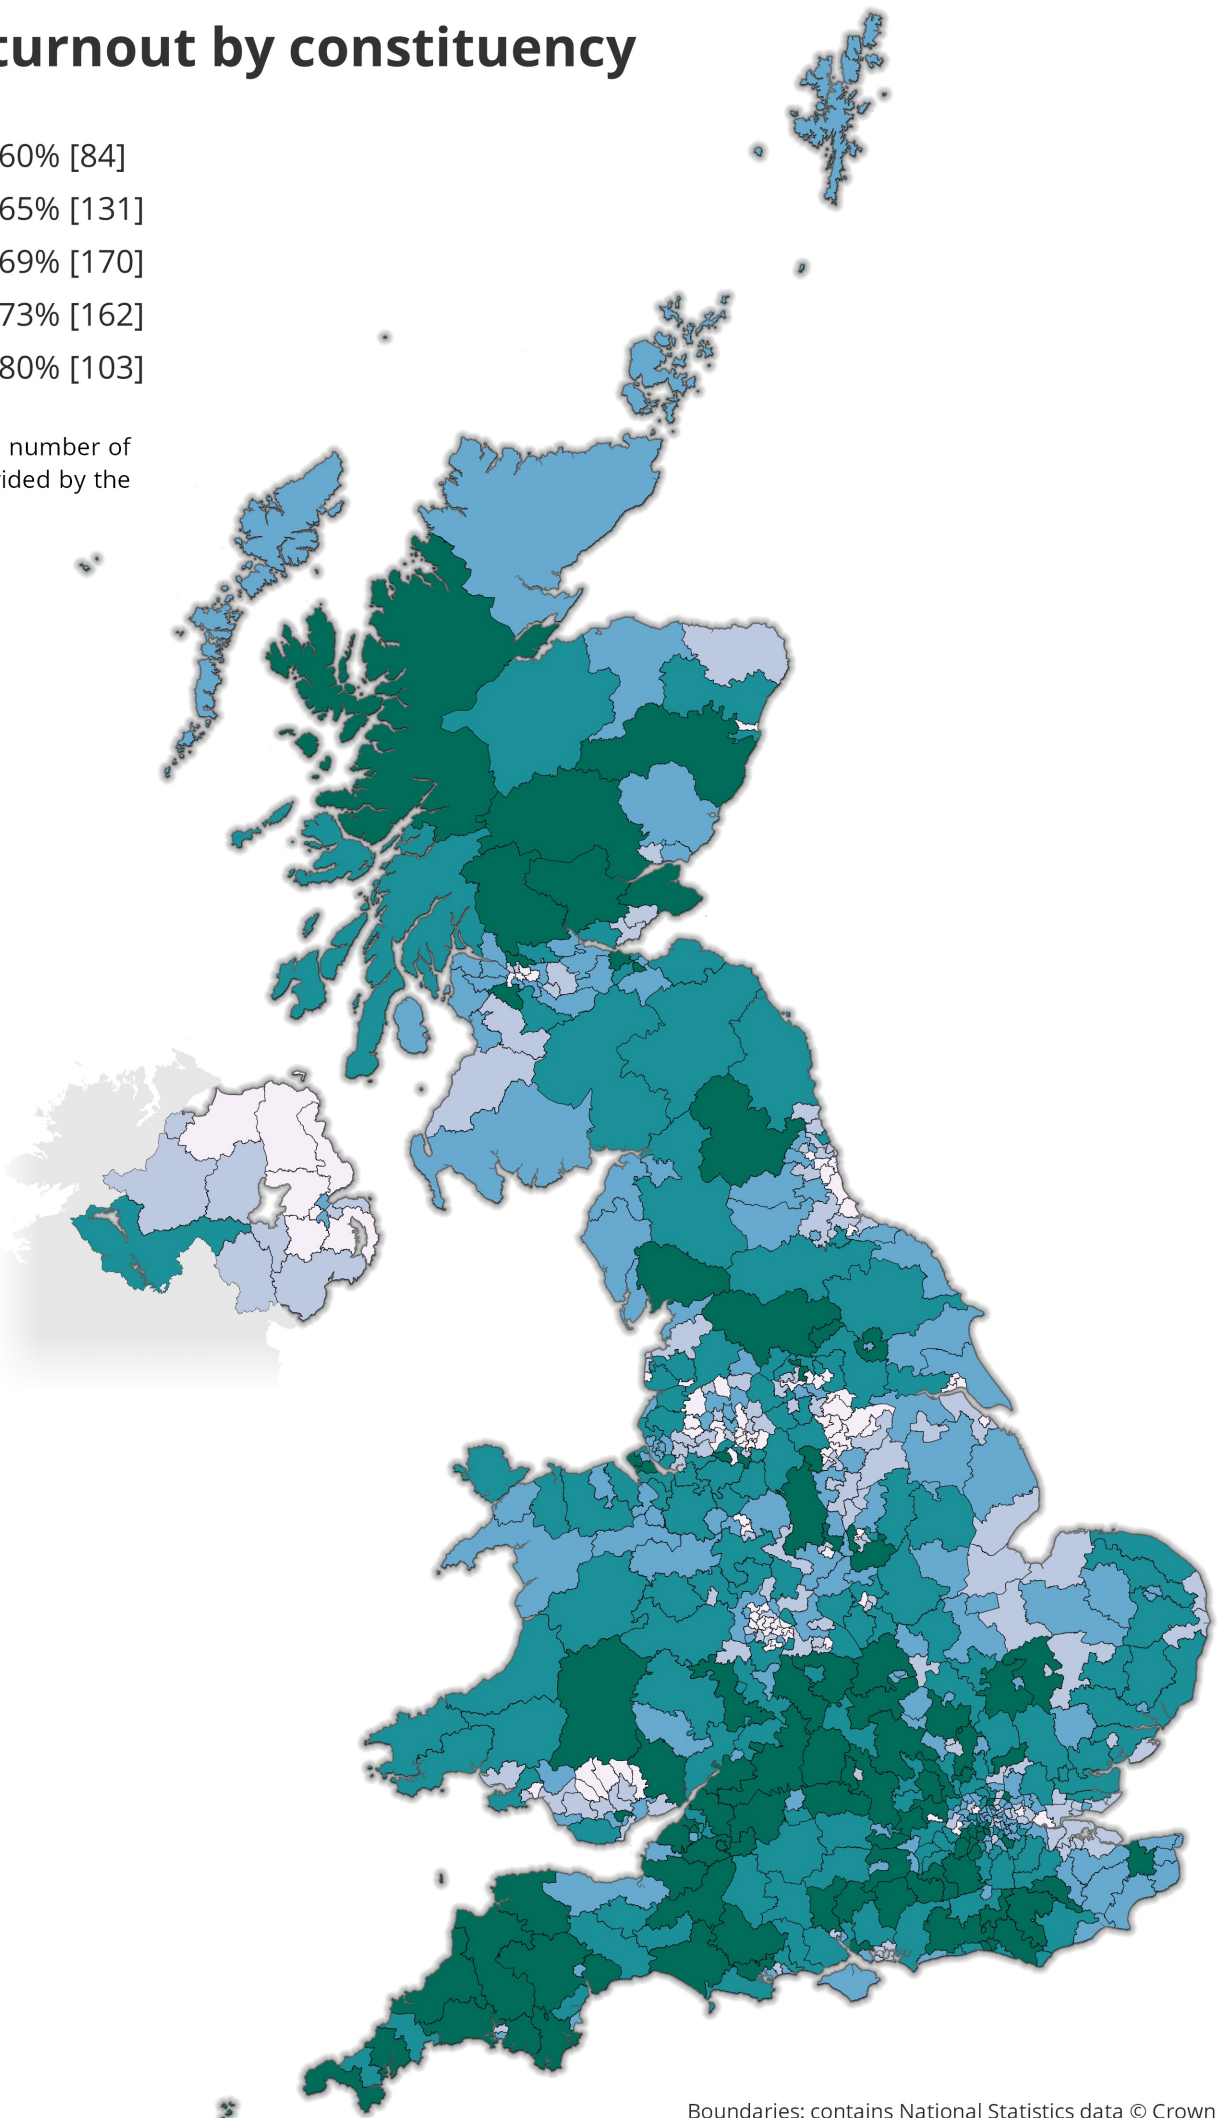 turnout by constituency
60% [84]
65% [131]
69% [170]
73% [162]
80% [103]
number of
ided by the
Boundaries: contains National Statistics data © Crown